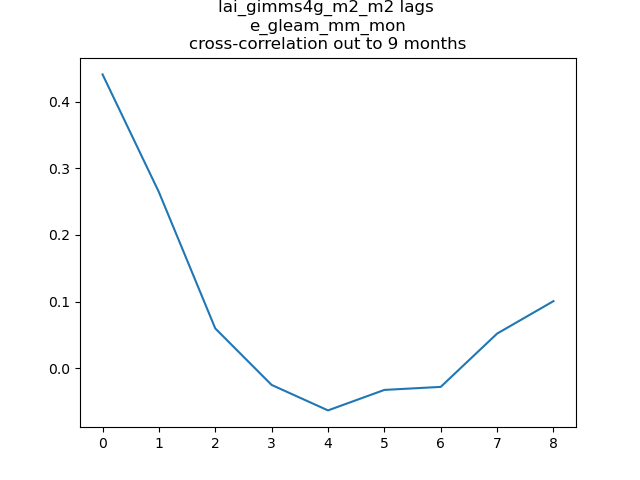 lai_gimms4g_m2_m2 lags
e_gleam_mm_mon
cross-correlation out to 9 months
0.4
0.3
0.2
0.1
0.0
0 1 2 3 4 5 6 7 8